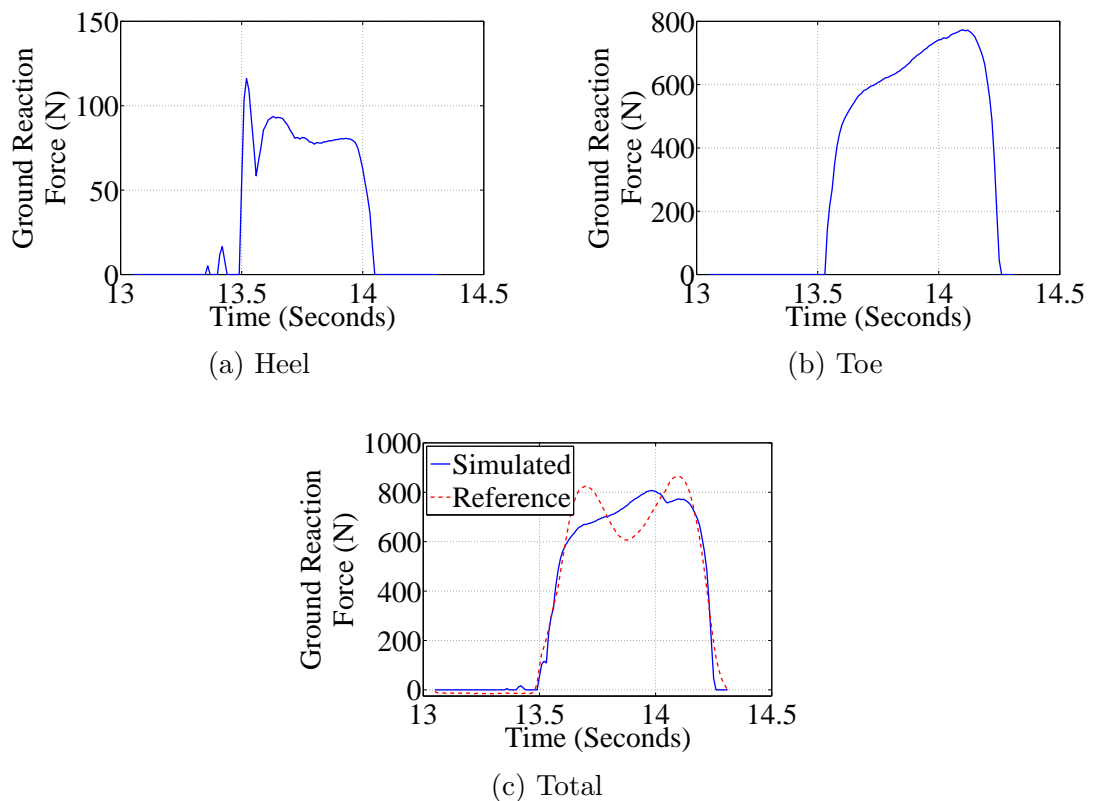 150
100
50
0
13
13.5
14
14.5
Ground Reaction
Force (N)
Time (Seconds)
(a) Heel
800
600
400
200
0
13
13.5
14
14.5
Ground Reaction
Force (N)
Time (Seconds)
(b) Toe
1000
800
600
400
200
0
13
13.5
14
14.5
Ground Reaction
Force (N)
Simulated
Reference
Time (Seconds)
(c) Total